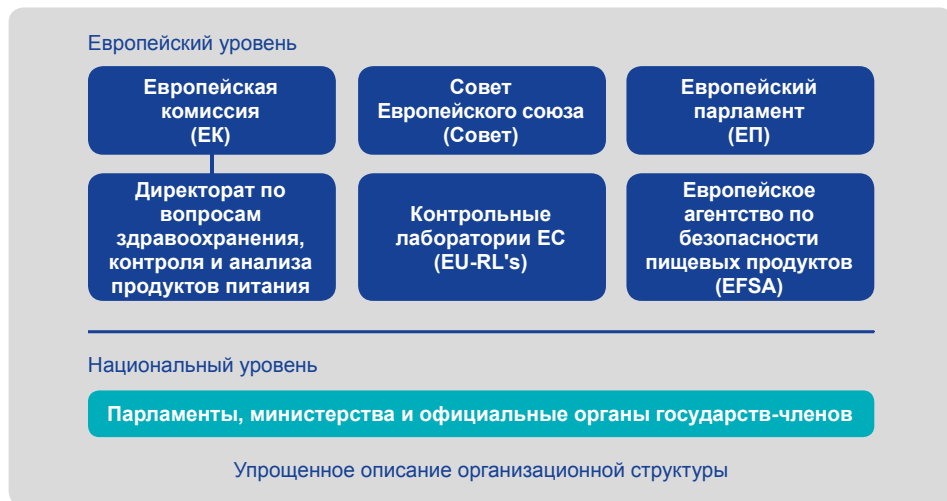 Европейский уровень
Европейская
комиссия
(ЕК)
Совет
Европейского союза
(Совет)
Европейский
парламент
(ЕП)
Директорат по
вопросам
здравоохранения,
контроля и анализа
продуктов питания
Контрольные
лаборатории ЕС
(EU-RL's)
Европейское
агентство по
безопасности
пищевых продуктов
(EFSA)
Национальный уровень
Парламенты, министерства и официальные органы государств-членов
Упрощенное описание организационной структуры